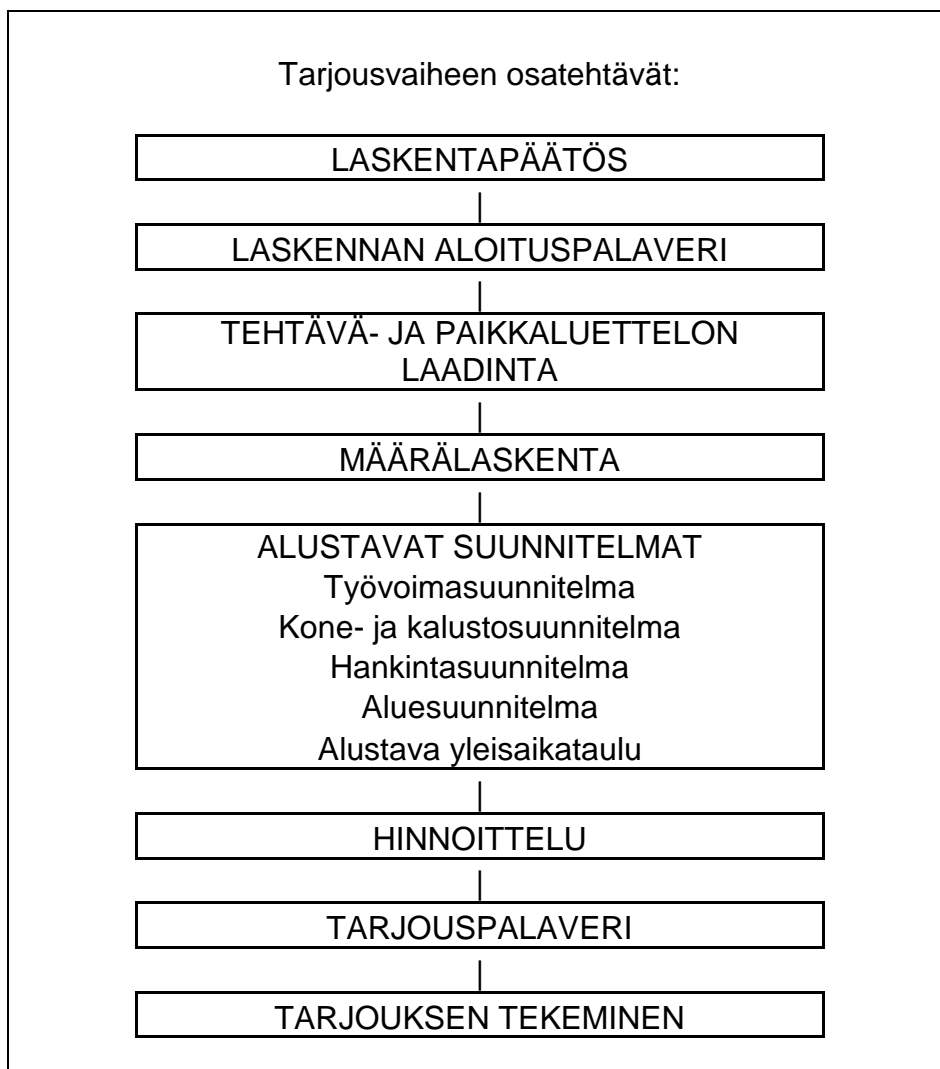 Tarjousvaiheen osatehtävät:
LASKENTAPÄÄTÖS
LASKENNAN ALOITUSPALAVERI
TEHTÄVÄ- JA PAIKKALUETTELON
LAADINTA
MÄÄRÄLASKENTA
ALUSTAVAT SUUNNITELMAT
Työvoimasuunnitelma
Kone- ja kalustosuunnitelma
Hankintasuunnitelma
Aluesuunnitelma
Alustava yleisaikataulu
HINNOITTELU
TARJOUSPALAVERI
TARJOUKSEN TEKEMINEN